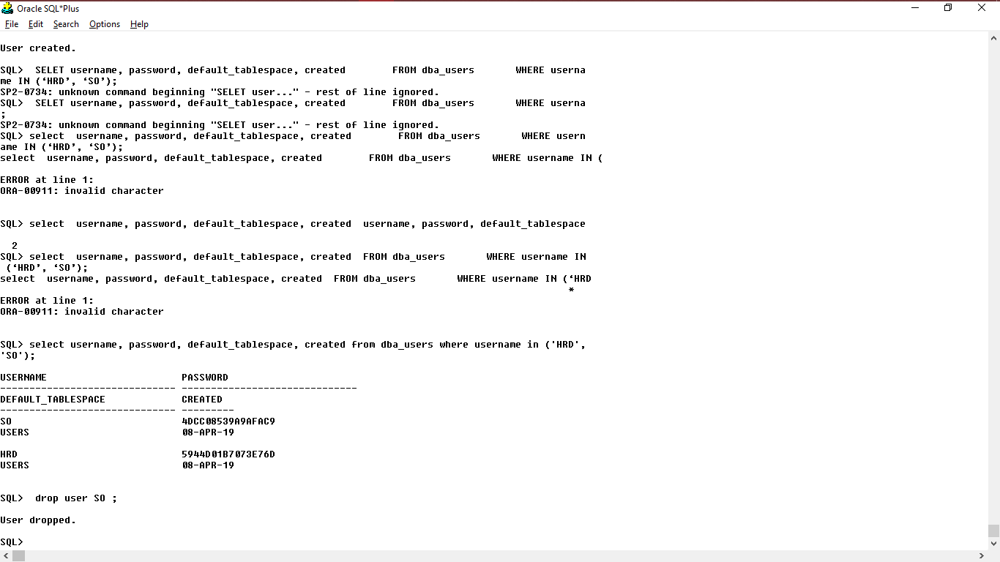 Oracle SQL*Plus
File Edit Search Options Help
User created.
SQL>  SELET username, password, default_tablespace, created        FROM dba_users       WHERE userna
me IN (‘HRD’, ‘SO’);
SP2-0734: unknown command beginning "SELET user..." - rest of line ignored.
SQL>  SELET username, password, default_tablespace, created        FROM dba_users       WHERE userna
;
SP2-0734: unknown command beginning "SELET user..." - rest of line ignored.
SQL> select  username, password, default_tablespace, created        FROM dba_users       WHERE usern
ame IN (‘HRD’, ‘SO’);
select  username, password, default_tablespace, created        FROM dba_users       WHERE username IN (
ERROR at line 1:
ORA-00911: invalid character
SQL> select  username, password, default_tablespace, created  username, password, default_tablespace
2
SQL> select  username, password, default_tablespace, created  FROM dba_users       WHERE username IN
(‘HRD’, ‘SO’);
select  username, password, default_tablespace, created  FROM dba_users       WHERE username IN (‘HRD
*
ERROR at line 1:
ORA-00911: invalid character
SQL> select username, password, default_tablespace, created from dba_users where username in ('HRD',
'SO');
USERNAME                       PASSWORD
------------------------------ ------------------------------
DEFAULT_TABLESPACE             CREATED
------------------------------ ---------
SO                             4DCC08539A9AFAC9
USERS                          08-APR-19
HRD                            5944D01B7073E76D
USERS                          08-APR-19
SQL>  drop user SO ;
User dropped.
SQL>